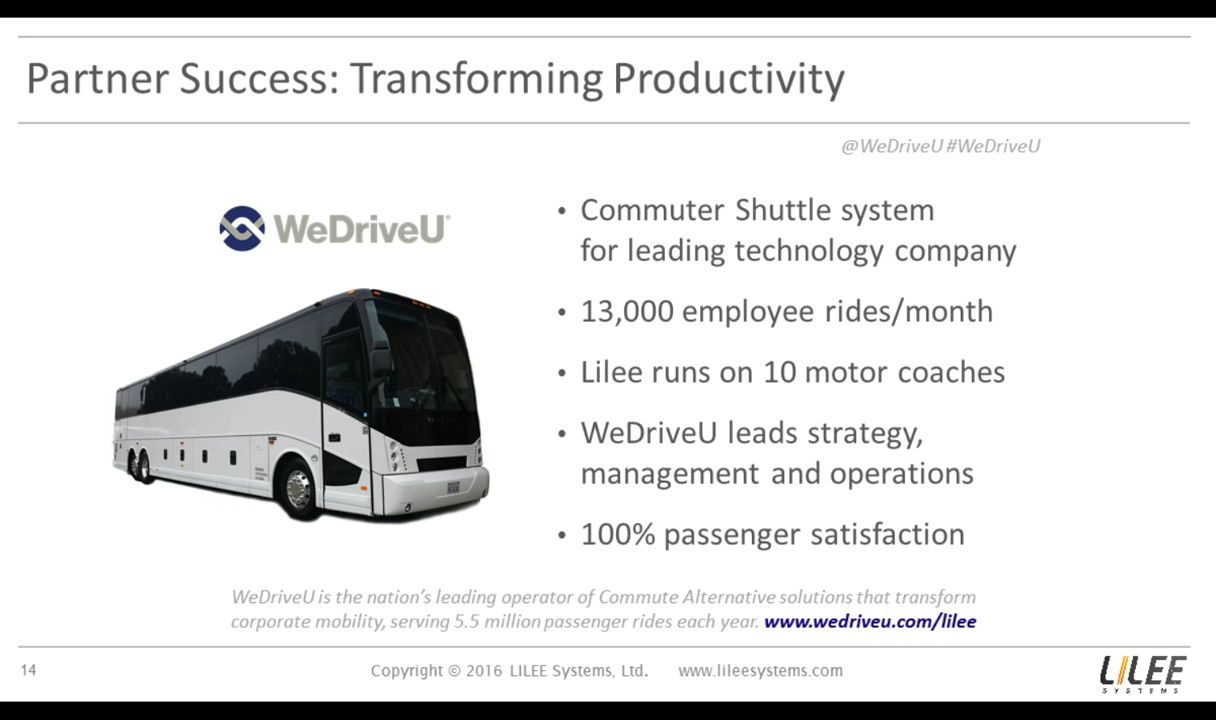 Partner Success: Transforming Productivity
@WeDriveU #WeDriveU
WeDriveU®
• Commuter Shuttle system
for leading technology company
• 13,000 employee rides/month
• Lilee runs on 10 motor coaches
• WeDriveU leads strategy,
management and operations
• 100% passenger satisfaction
WeDriveU is the nation's leading operator of Commute Alternative solutions that transform
corporate mobility, serving 5.5 million passenger rides each year. www.wedriveu.com/lilee
14
Copyright © 2016 LILEE Systems, Ltd. www.lileesystems.com
LILEE
SYSTEMS